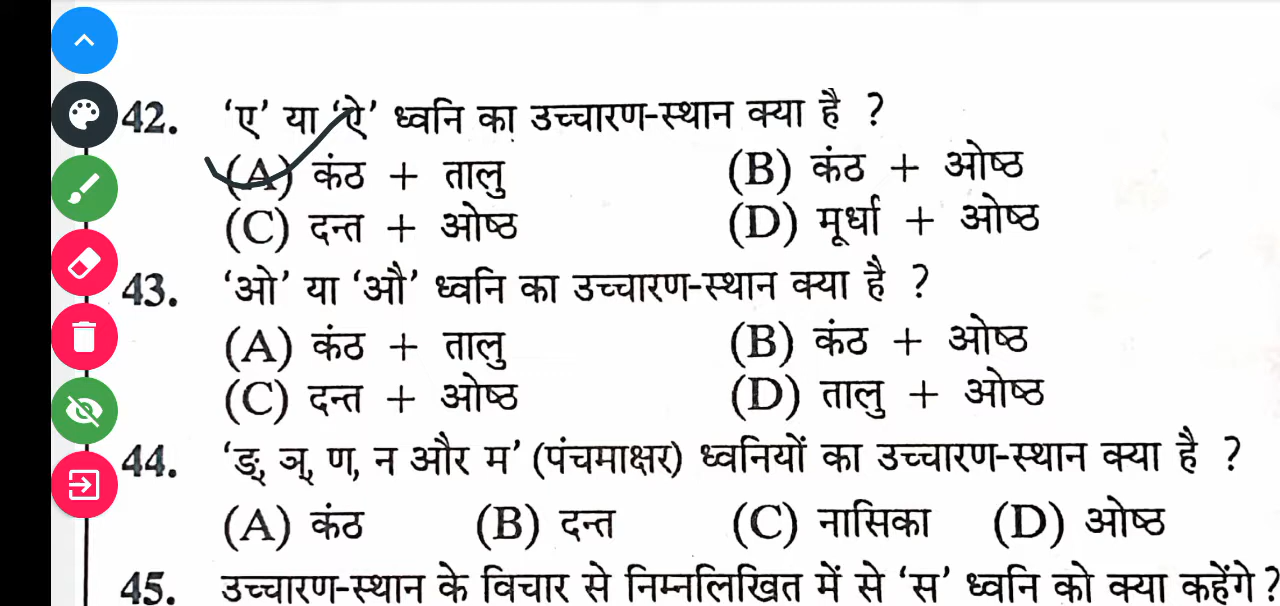 42. ‘ए’ या ‘ऐ’ ध्वनि का उच्चारण-स्थान क्या है ?
(A) कंठ + तालु (B) कंठ + ओष्ठ
(C) दन्त + ओष्ठ (D) मूर्धा + ओष्ठ
43. ‘ओ’ या ‘औ’ ध्वनि का उच्चारण-स्थान क्या है ?
(A) कंठ + तालु (B) कंठ + ओष्ठ
(C) दन्त + ओष्ठ (D) तालु + ओष्ठ
44. ‘ङ्, ञ्, ण, न और म’ (पंचमाक्षर) ध्वनियों का उच्चारण-स्थान क्या है ?
(A) कंठ (B) दन्त (C) नासिका (D) ओष्ठ
45. उच्चारण-स्थान के विचार से निम्नलिखित में से ‘स’ ध्वनि को क्या कहेंगे ?